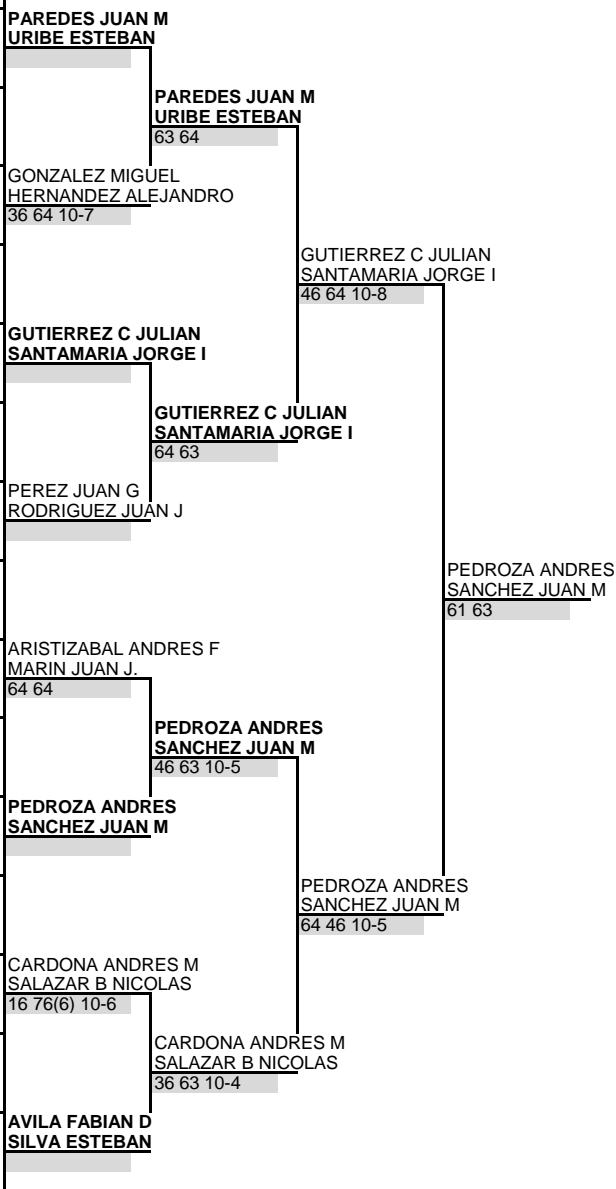 PAREDES JUAN M
URIBE ESTEBAN
PAREDES JUAN M
URIBE ESTEBAN
63 64
GONZALEZ MIGUEL
HERNANDEZ ALEJANDRO
36 64 10-7
GUTIERREZ C JULIAN
SANTAMARIA JORGE I
46 64 10-8
GUTIERREZ C JULIAN
SANTAMARIA JORGE I
GUTIERREZ C JULIAN
SANTAMARIA JORGE I
64 63
PEREZ JUAN G
RODRIGUEZ JUAN J
PEDROZA ANDRES
SANCHEZ JUAN M
61 63
ARISTIZABAL ANDRES F
MARIN JUAN J.
64 64
PEDROZA ANDRES
SANCHEZ JUAN M
46 63 10-5
PEDROZA ANDRES
SANCHEZ JUAN M
PEDROZA ANDRES
SANCHEZ JUAN M
64 46 10-5
CARDONA ANDRES M
SALAZAR B NICOLAS
16 76(6) 10-6
CARDONA ANDRES M
SALAZAR B NICOLAS
36 63 10-4
AVILA FABIAN D
SILVA ESTEBAN